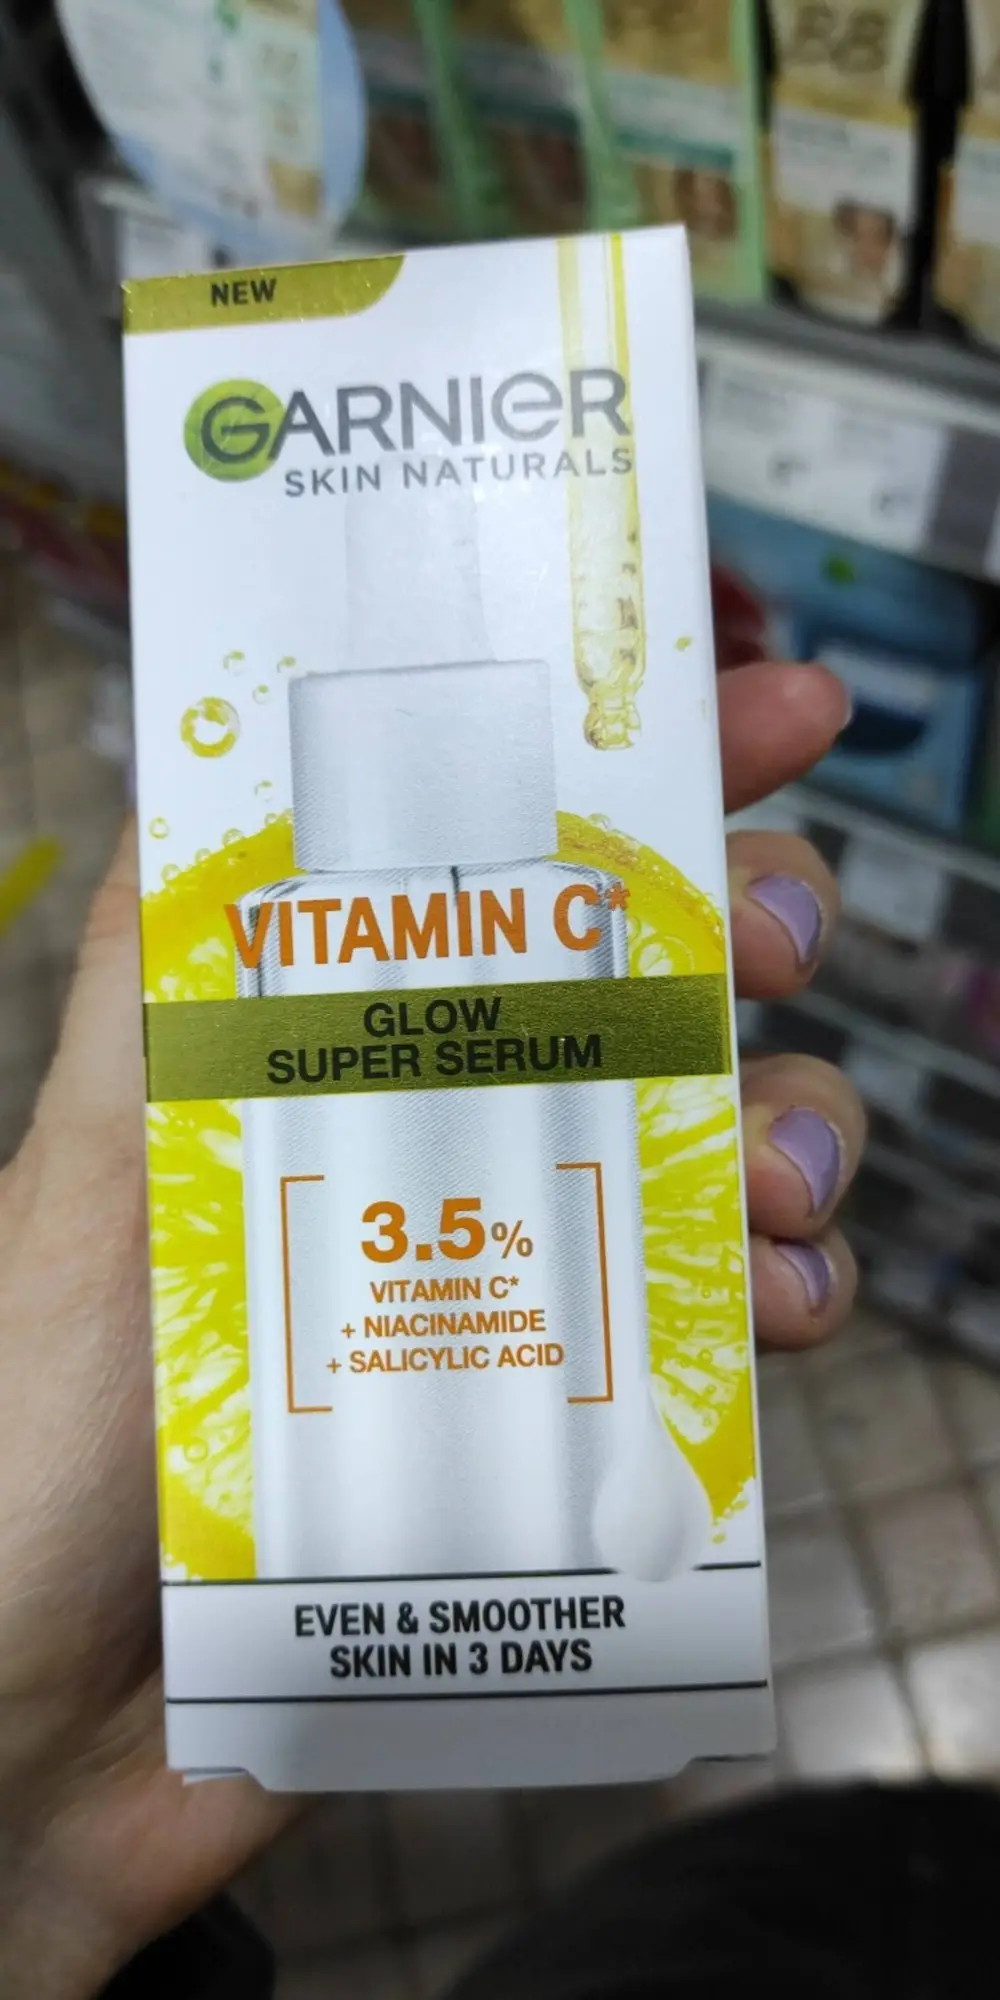 NEW
GARNIER
SKIN NATURALS
VITAMIN C*
GLOW
SUPER SERUM
3.5%
VITAMIN C*
+ NIACINAMIDE
+ SALICYLIC ACID
EVEN & SMOOTHER
SKIN IN 3 DAYS
BB